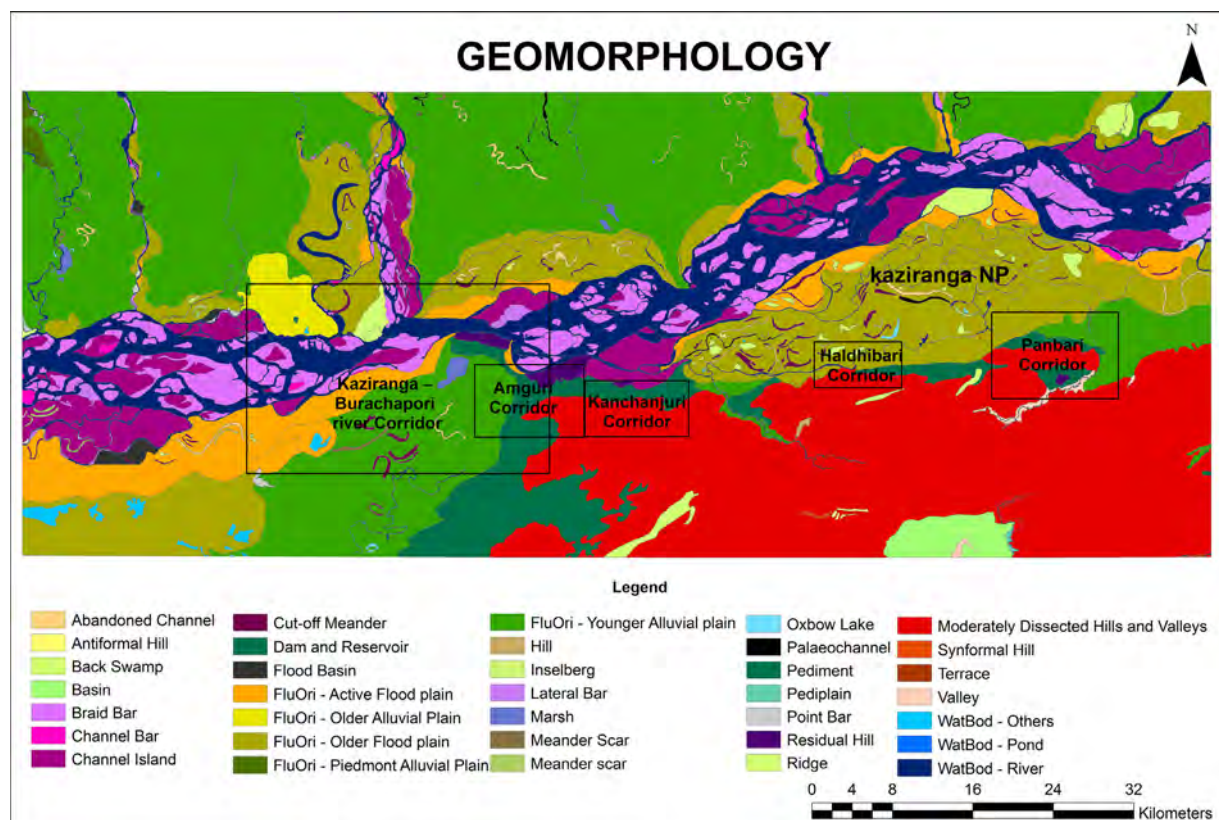 GEOMORPHOLOGY
N
kaziranga NP
Panbari
Corridor
Haldhibari
Corridor
Kaziranga –
Burachapori
river Corridor
Amguri
Corridor
Kanchanjuri
Corridor
Legend
Abandoned Channel
Antiformal Hill
Back Swamp
Basin
Braid Bar
Channel Bar
Channel Island
Cut-off Meander
Dam and Reservoir
Flood Basin
FluOri - Active Flood plain
FluOri - Older Alluvial Plain
FluOri - Older Flood plain
FluOri - Piedmont Alluvial Plain
FluOri - Younger Alluvial plain
Hill
Inselberg
Lateral Bar
Marsh
Meander Scar
Meander scar
Oxbow Lake
Palaeochannel
Pediment
Pediplain
Point Bar
Residual Hill
Ridge
Moderately Dissected Hills and Valleys
Synformal Hill
Terrace
Valley
WatBod - Others
WatBod - Pond
WatBod - River
0 4 8 16 24 32
Kilometers